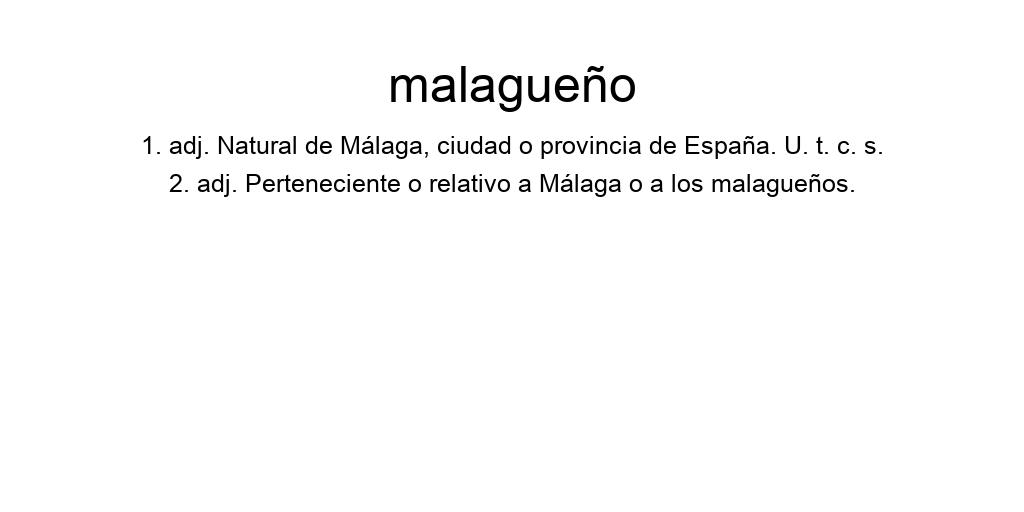 malagueño
1. adj. Natural de Málaga, ciudad o provincia de España. U. t. c. s.
2. adj. Perteneciente o relativo a Málaga o a los malagueños.